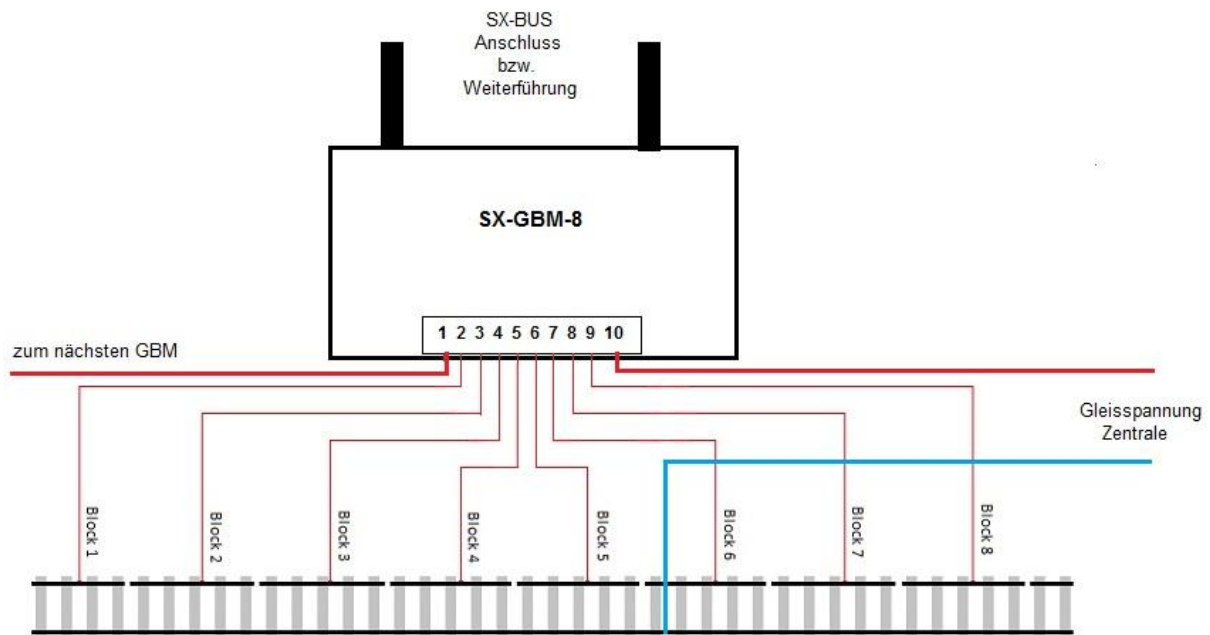 SX-BUS
Anschluss
bzw.
Weiterführung
SX-GBM-8
1 2 3 4 5 6 7 8 9 10
zum nächsten GBM
Gleisspannung
Zentrale
Block 1
Block 2
Block 3
Block 4
Block 5
Block 6
Block 7
Block 8